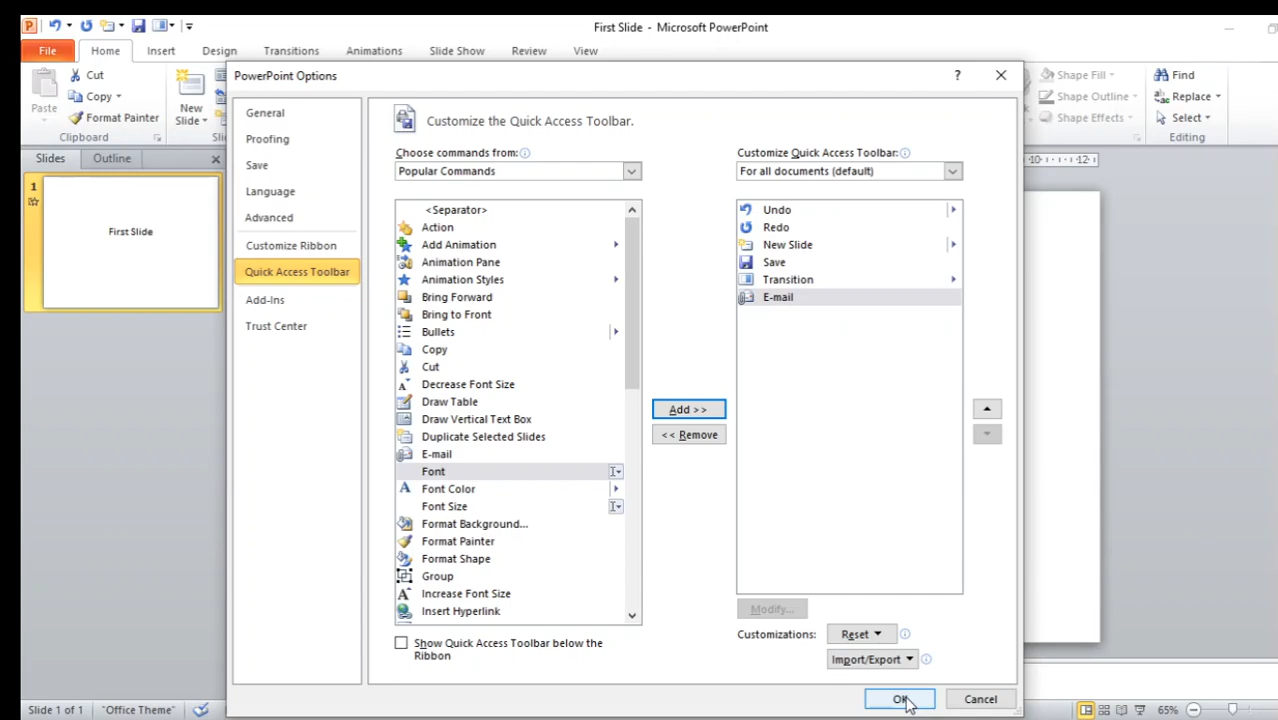 First Slide - Microsoft PowerPoint
File Home Insert Design Transitions Animations Slide Show Review View
PowerPoint Options ?
Paste
Cut
Copy
Format Painter
Clipboard
New
Slide
Shape Fill
Shape Outline
Shape Effects
Find
Replace
Select
Editing
Slides Outline
1
First Slide
General
Proofing
Save
Language
Advanced
Customize Ribbon
Quick Access Toolbar
Add-Ins
Trust Center
Customize the Quick Access Toolbar.
Choose commands from:
Popular Commands
<Separator>
Action
Add Animation
Animation Pane
Animation Styles
Bring Forward
Bring to Front
Bullets
Copy
Cut
Decrease Font Size
Draw Table
Draw Vertical Text Box
Duplicate Selected Slides
E-mail
Font
Font Color
Font Size
Format Background...
Format Painter
Format Shape
Group
Increase Font Size
Insert Hyperlink
Show Quick Access Toolbar below the
Ribbon
Add >>
<< Remove
Customize Quick Access Toolbar:
For all documents (default)
Undo
Redo
New Slide
Save
Transition
E-mail
Modify...
Customizations: Reset
Import/Export
OK Cancel
·10· ı · ı ·12·
Slide 1 of 1 "Office Theme" 65%